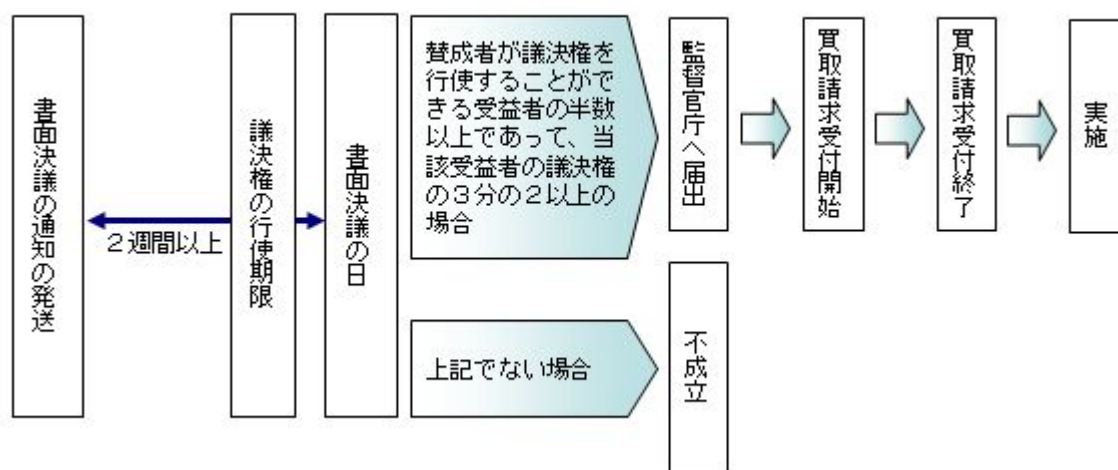 書面決議の通知の発送
２週間以上
議決権の行使期限
書面決議の日
賛成者が議決権を
行使することがで
きる受益者の半数
以上であって、当
該受益者の議決権
の３分の２以上の
場合
監督官庁へ届出
買取請求受付開始
買取請求受付終了
実施
上記でない場合
不成立